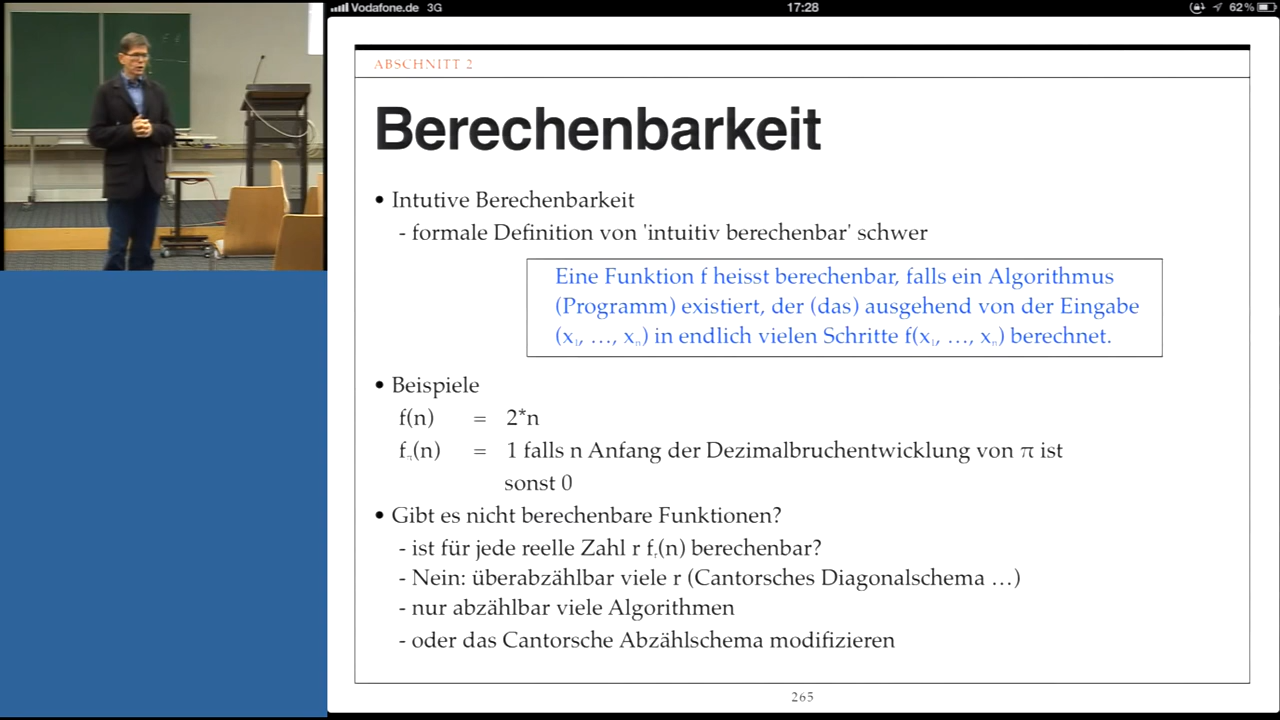 Vodafone.de 3G 17:28 62 %
ABSCHNITT 2
Berechenbarkeit
• Intutive Berechenbarkeit
- formale Definition von 'intuitiv berechenbar' schwer
Eine Funktion f heisst berechenbar, falls ein Algorithmus
(Programm) existiert, der (das) ausgehend von der Eingabe
(x₁, …, xₙ) in endlich vielen Schritte f(x₁, …, xₙ) berechnet.
• Beispiele
f(n) = 2*n
f_π(n) = 1 falls n Anfang der Dezimalbruchentwicklung von π ist
sonst 0
• Gibt es nicht berechenbare Funktionen?
- ist für jede reelle Zahl r fᵣ(n) berechenbar?
- Nein: überabzählbar viele r (Cantorsches Diagonalschema …)
- nur abzählbar viele Algorithmen
- oder das Cantorsche Abzählschema modifizieren
265